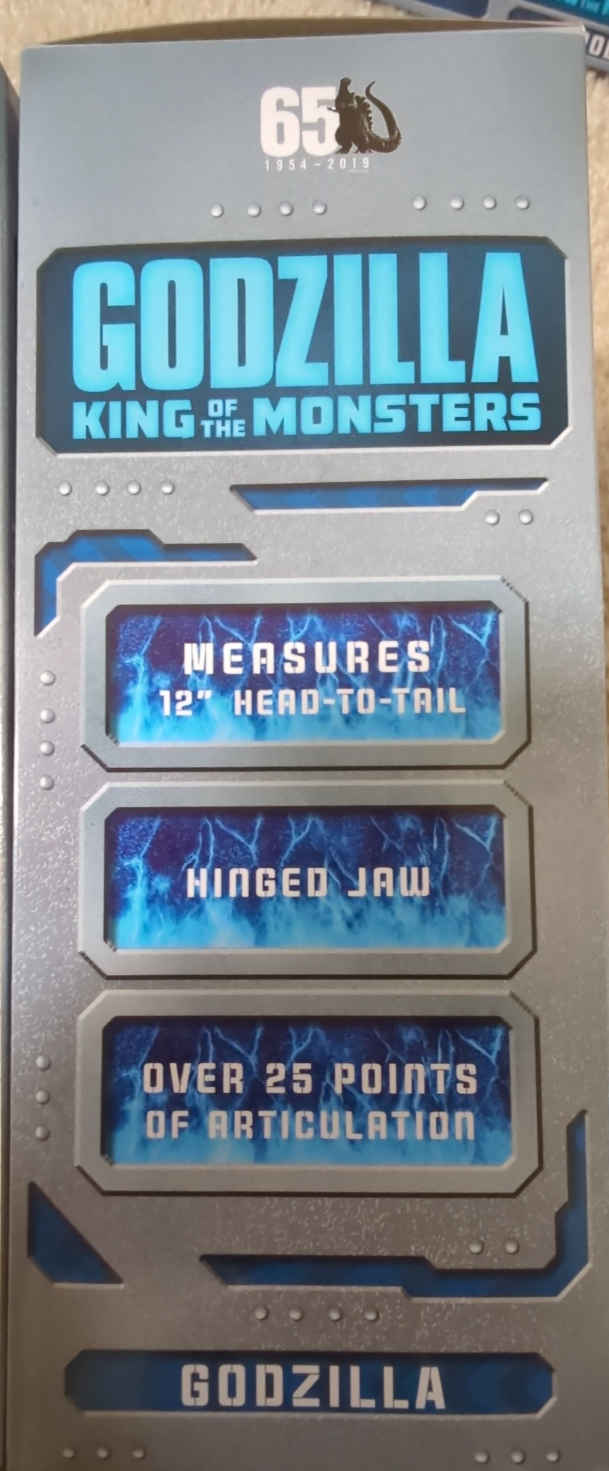 65
1954-2019
GODZILLA
KING OF THE MONSTERS
MEASURES
12" HEAD-TO-TAIL
HINGED JAW
OVER 25 POINTS
OF ARTICULATION
GODZILLA